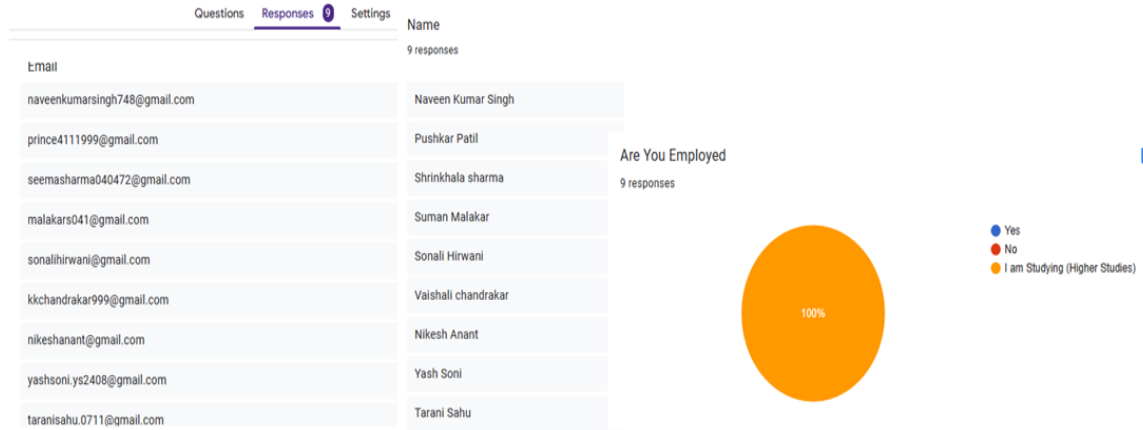 Questions Responses 9 Settings
Email
naveenkumarsingh748@gmail.com
prince4111999@gmail.com
seemasharma040472@gmail.com
malakars041@gmail.com
sonalihirwani@gmail.com
kkchandrakar999@gmail.com
nikeshanant@gmail.com
yashsoni.ys2408@gmail.com
taranisahu.0711@gmail.com
Name
9 responses
Naveen Kumar Singh
Pushkar Patil
Shrinkhala sharma
Suman Malakar
Sonali Hirwani
Vaishali chandrakar
Nikesh Anant
Yash Soni
Tarani Sahu
Are You Employed
9 responses
100%
Yes
No
I am Studying (Higher Studies)